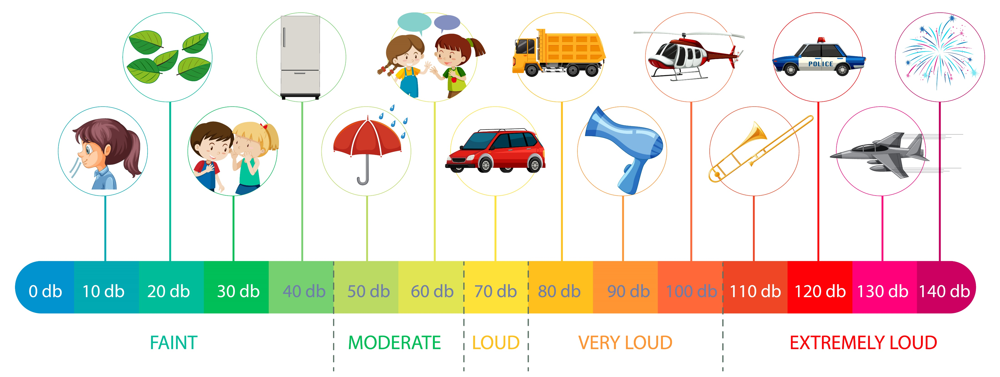 POLICE
0 db
10 db
20 db
30 db
40 db
50 db
60 db
70 db
80 db
90 db
100 db
110 db
120 db
130 db
140 db
FAINT
MODERATE
LOUD
VERY LOUD
EXTREMELY LOUD